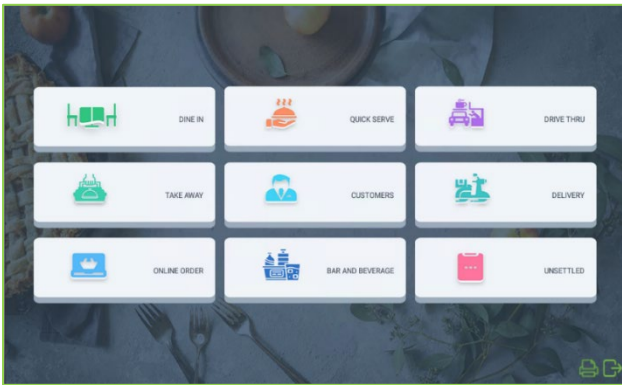 DINE IN
QUICK SERVE
DRIVE THRU
TAKE AWAY
CUSTOMERS
DELIVERY
ONLINE ORDER
BAR AND BEVERAGE
UNSETTLED